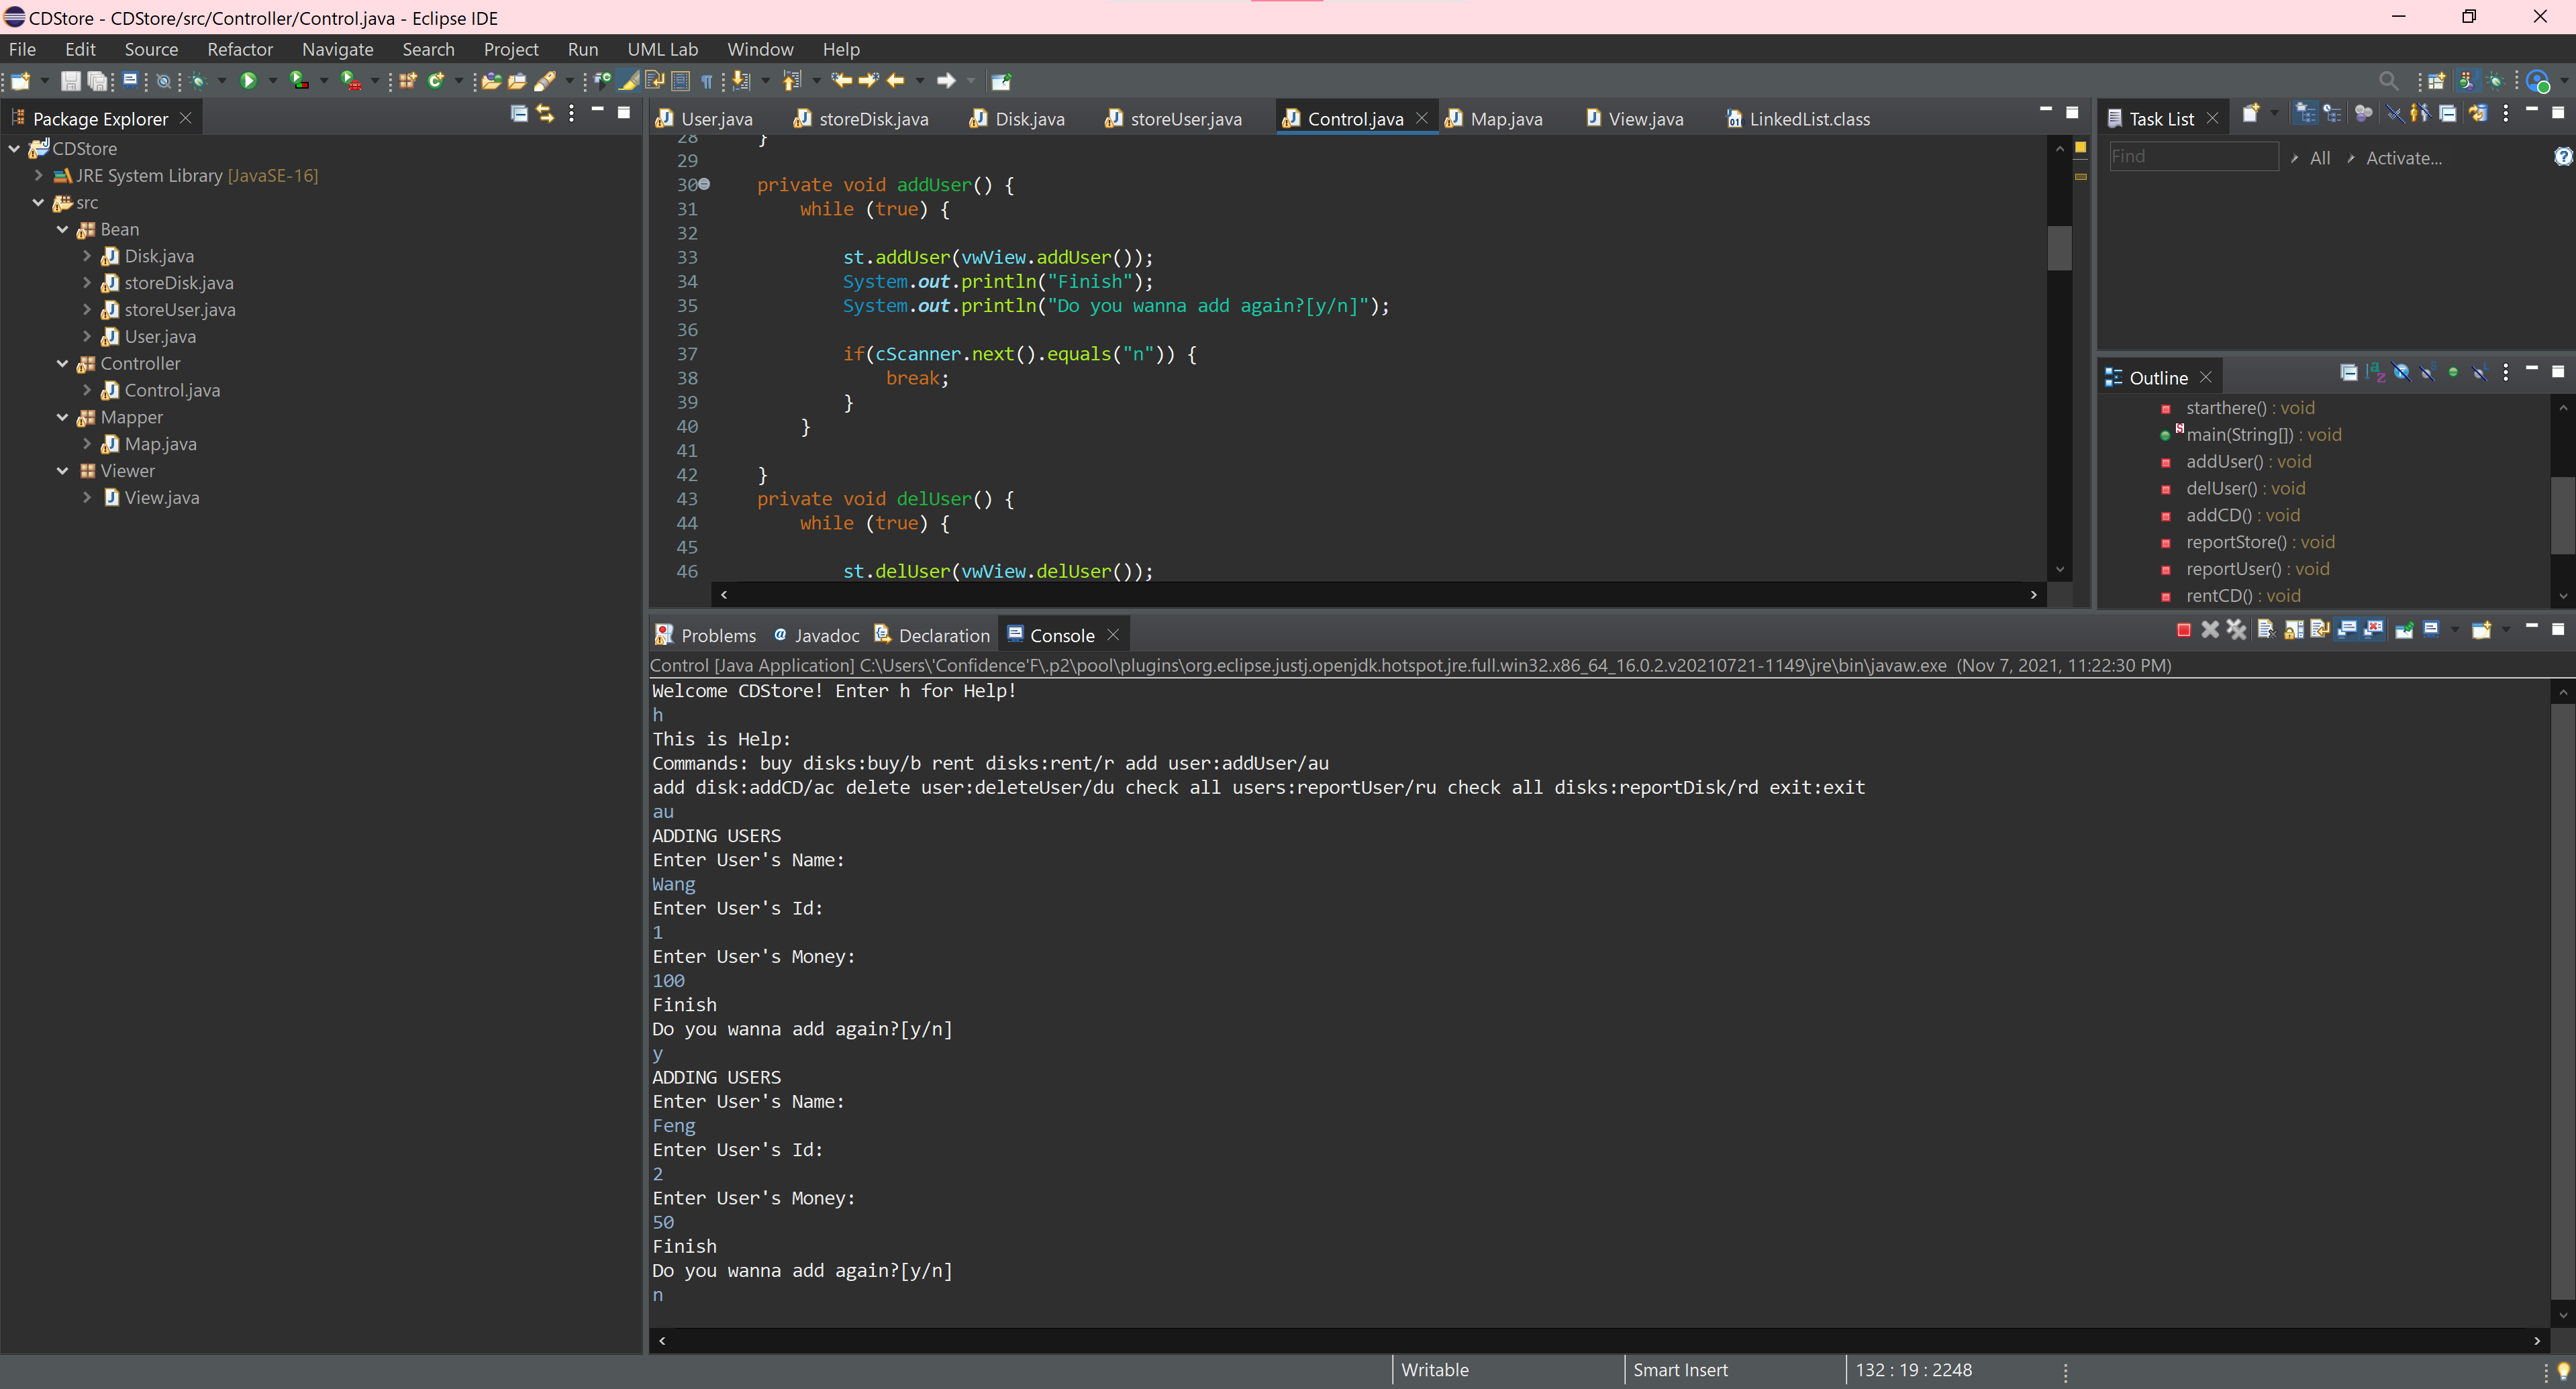 CDStore - CDStore/src/Controller/Control.java - Eclipse IDE
File Edit Source Refactor Navigate Search Project Run UML Lab Window Help
Package Explorer
CDStore
JRE System Library [JavaSE-16]
src
Bean
Disk.java
storeDisk.java
storeUser.java
User.java
Controller
Control.java
Mapper
Map.java
Viewer
View.java
User.java storeDisk.java Disk.java storeUser.java Control.java Map.java View.java LinkedList.class
28 }
29
30 private void addUser() {
31 while (true) {
32
33 st.addUser(vwView.addUser());
34 System.out.println("Finish");
35 System.out.println("Do you wanna add again?[y/n]");
36
37 if(cScanner.next().equals("n")) {
38 break;
39 }
40 }
41
42 }
43 private void delUser() {
44 while (true) {
45
46 st.delUser(vwView.delUser());
Task List
Find All Activate...
Outline
starthere() : void
main(String[]) : void
addUser() : void
delUser() : void
addCD() : void
reportStore() : void
reportUser() : void
rentCD() : void
Problems Javadoc Declaration Console
Control [Java Application] C:\Users\'Confidence'F\.p2\pool\plugins\org.eclipse.justj.openjdk.hotspot.jre.full.win32.x86_64_16.0.2.v20210721-1149\jre\bin\javaw.exe (Nov 7, 2021, 11:22:30 PM)
Welcome CDStore! Enter h for Help!
h
This is Help:
Commands: buy disks:buy/b rent disks:rent/r add user:addUser/au
add disk:addCD/ac delete user:deleteUser/du check all users:reportUser/ru check all disks:reportDisk/rd exit:exit
au
ADDING USERS
Enter User's Name:
Wang
Enter User's Id:
1
Enter User's Money:
100
Finish
Do you wanna add again?[y/n]
y
ADDING USERS
Enter User's Name:
Feng
Enter User's Id:
2
Enter User's Money:
50
Finish
Do you wanna add again?[y/n]
n
Writable Smart Insert 132 : 19 : 2248